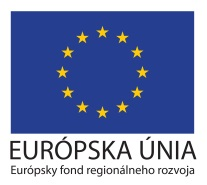 EURÓPSKA ÚNIA
Európsky fond regionálneho rozvoja